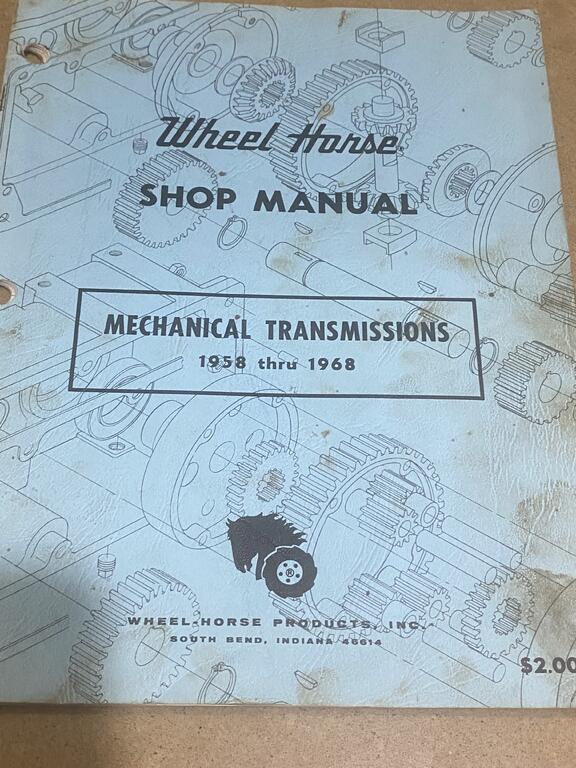 Wheel Horse
SHOP MANUAL
MECHANICAL TRANSMISSIONS
1958 thru 1968
®
WHEEL-HORSE PRODUCTS, INC.
SOUTH BEND, INDIANA 46614
$2.00